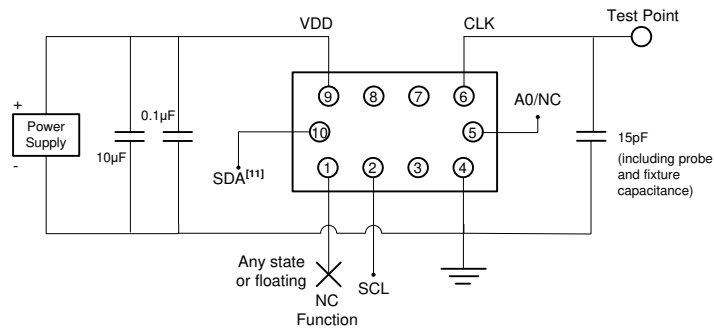 VDD
CLK
Test Point
+
Power
Supply
-
10µF
0.1µF
9
8
7
6
10
5
1
2
3
4
A0/NC
SDA[11]
15pF
(including probe
and fixture
capacitance)
Any state
or floating
NC
Function
SCL